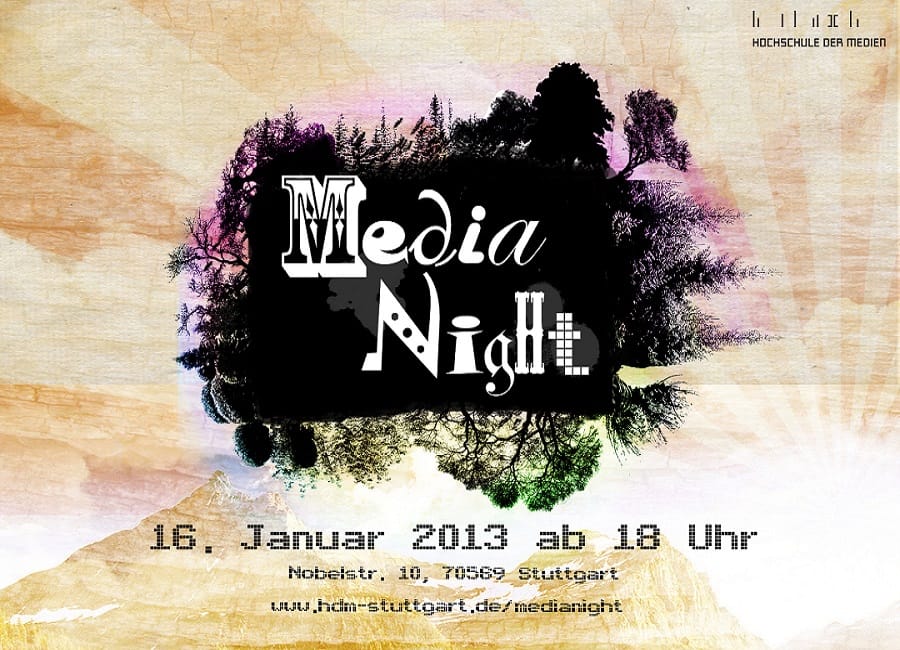 HOCHSCHULE DER MEDIEN
Media
Night
16. Januar 2013 ab 18 Uhr
Nobelstr. 10, 70569 Stuttgart
www.hdm-stuttgart.de/medianight